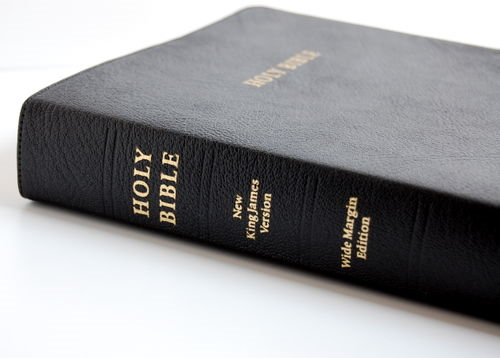 HOLY BIBLE
HOLY
BIBLE
New
King James
Version
Wide Margin
Edition